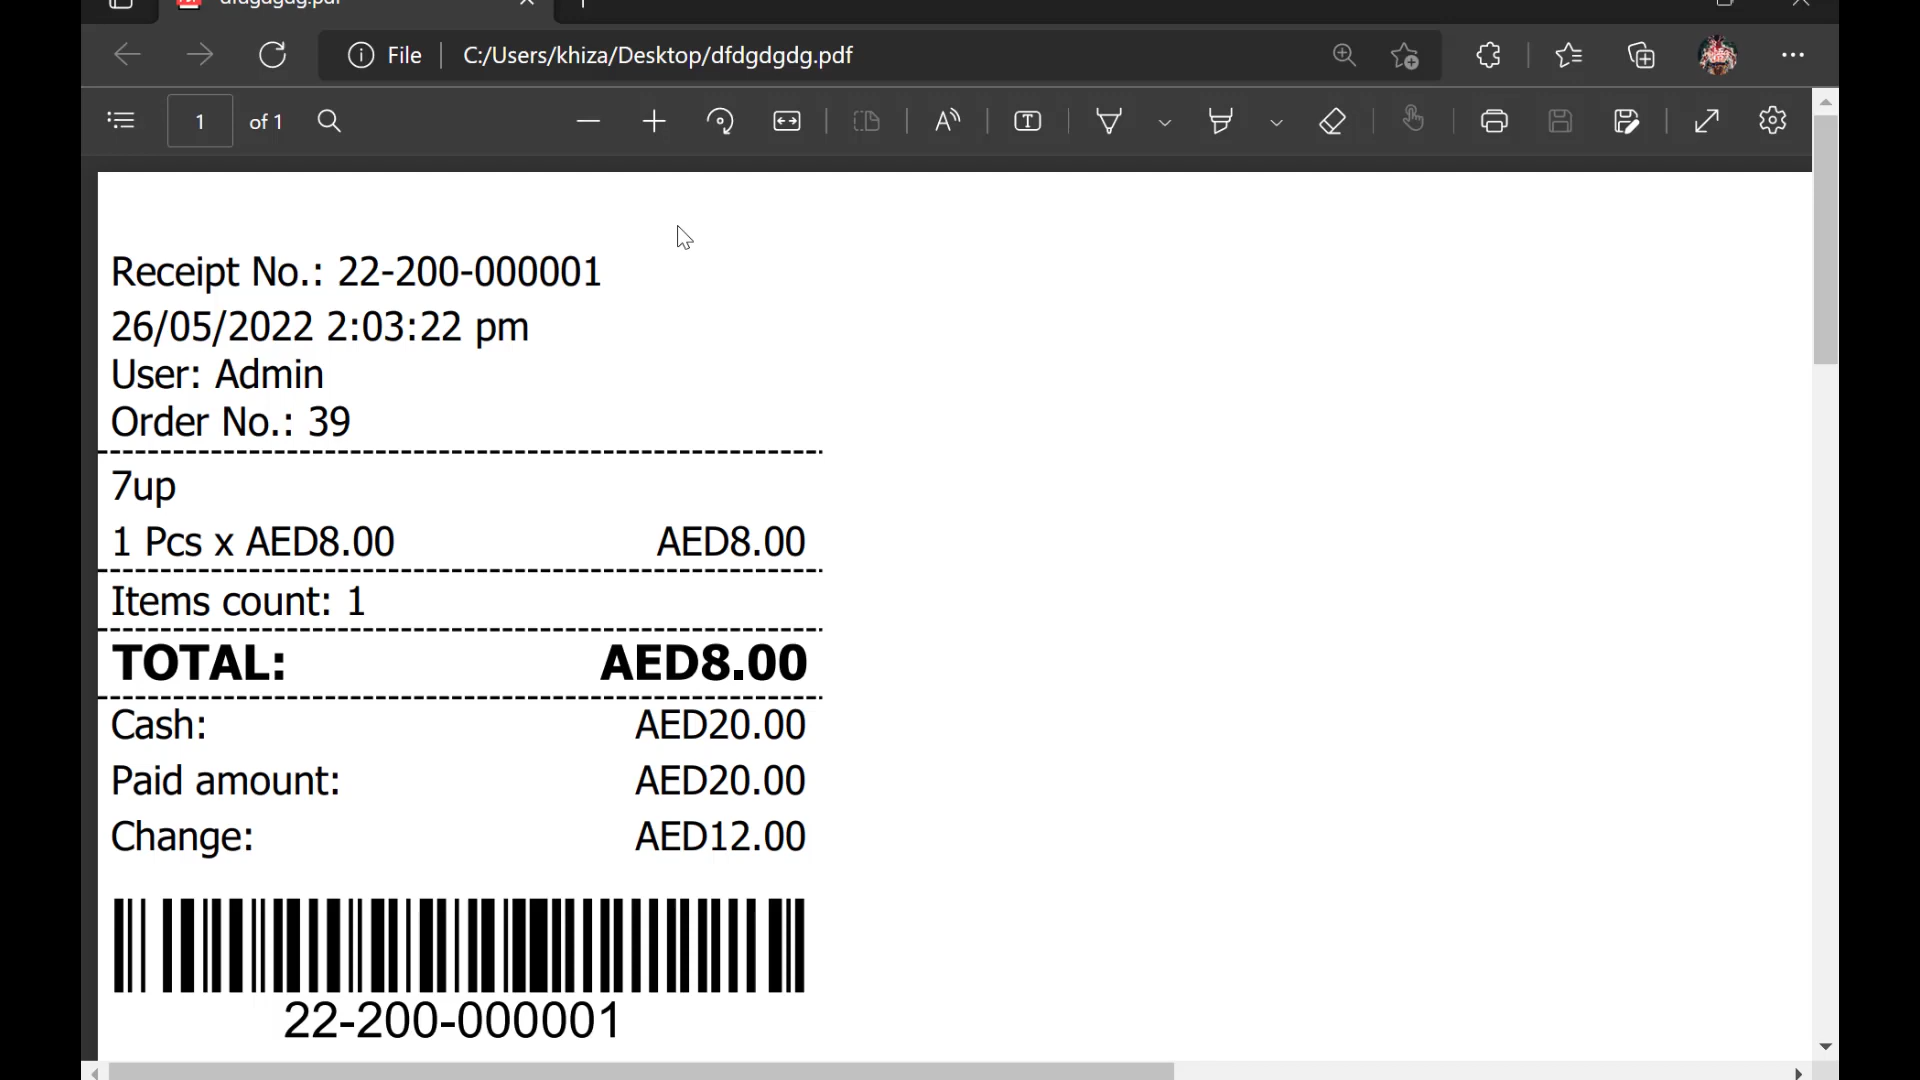 File C:/Users/khiza/Desktop/dfdgdgdg.pdf
1 of 1
Receipt No.: 22-200-000001
26/05/2022 2:03:22 pm
User: Admin
Order No.: 39
7up
1 Pcs x AED8.00 AED8.00
Items count: 1
TOTAL: AED8.00
Cash: AED20.00
Paid amount: AED20.00
Change: AED12.00
22-200-000001